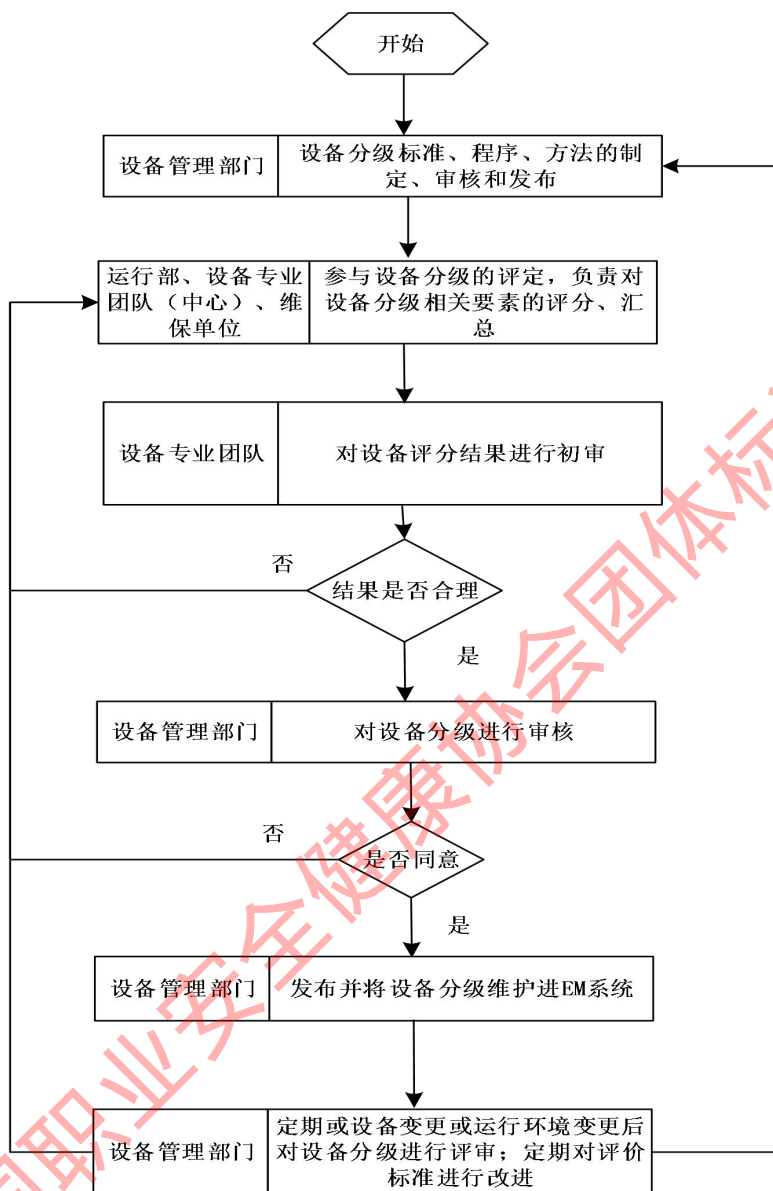 开始
设备管理部门
设备分级标准、程序、方法的制
定、审核和发布
运行部、设备专业
团队（中心）、维
保单位
参与设备分级的评定，负责对
设备分级相关要素的评分、汇
总
设备专业团队
对设备评分结果进行初审
否
结果是否合理
是
设备管理部门
对设备分级进行审核
否
是否同意
是
设备管理部门
发布并将设备分级维护进EM系统
设备管理部门
定期或设备变更或运行环境变更后
对设备分级进行评审；定期对评价
标准进行改进
职业安全健康协会团体标